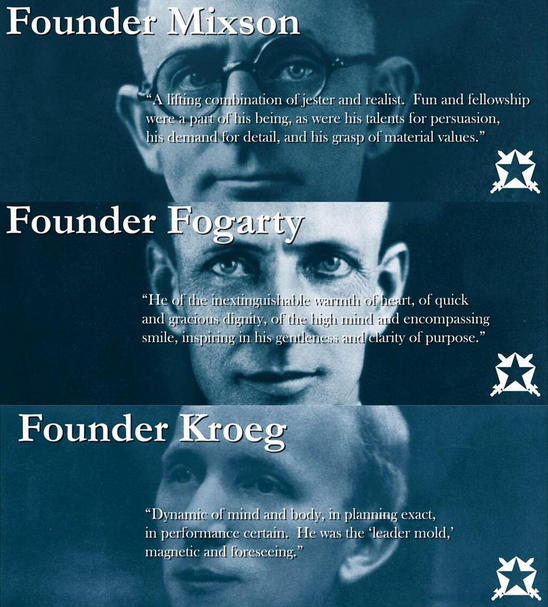 Founder Mixson
“A lifting combination of jester and realist.  Fun and fellowship
were a part of his being, as were his talents for persuasion,
his demand for detail, and his grasp of material values.”
Founder Fogarty
“He of the inextinguishable warmth of heart, of quick
and gracious dignity, of the high mind and encompassing
smile, inspiring in his gentleness and clarity of purpose.”
Founder Kroeg
“Dynamic of mind and body, in planning exact,
in performance certain.  He was the ‘leader mold,’
magnetic and foreseeing.”